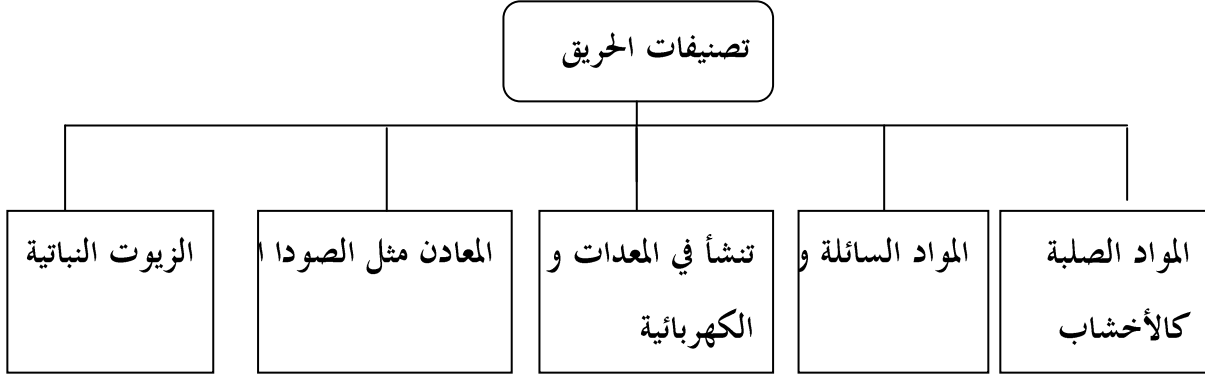 تصنيفات الحريق
المواد الصلبة
كالأخشاب
المواد السائلة و
تنشأ في المعدات و
الكهربائية
المعادن مثل الصودا ا
الزيوت النباتية